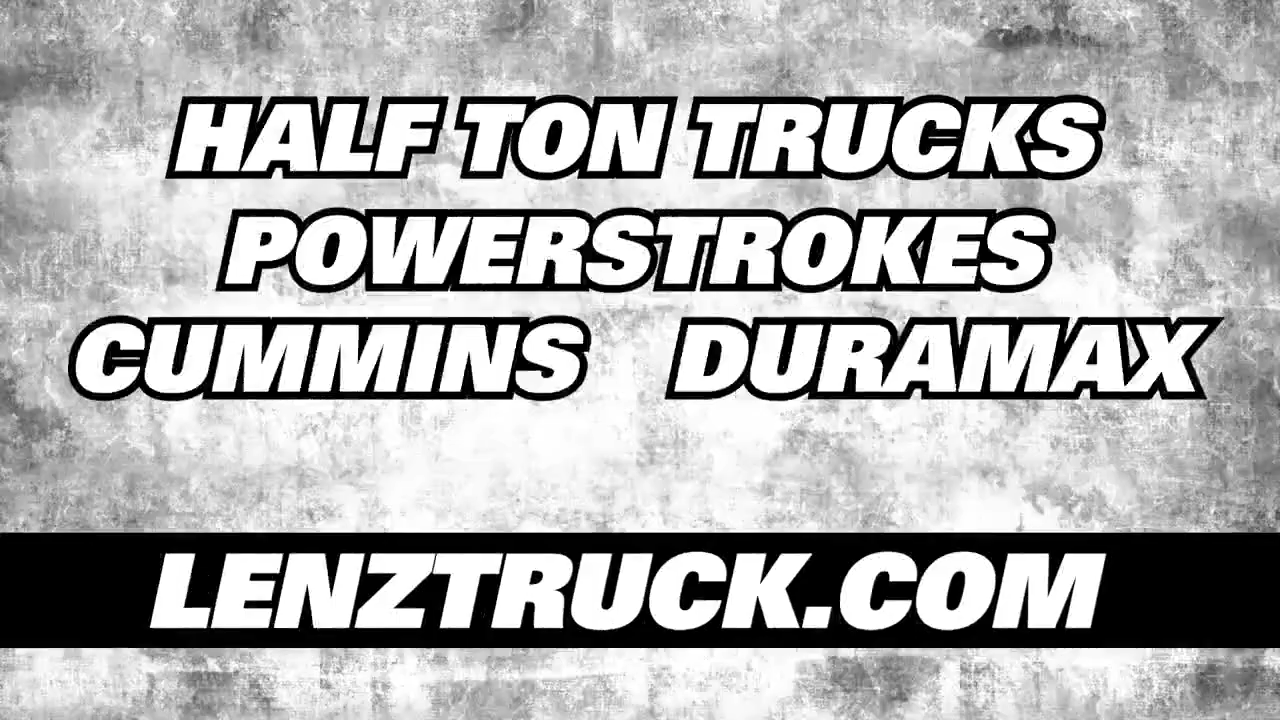 HALF TON TRUCKS
POWERSTROKES
CUMMINS DURAMAX
LENZTRUCK.COM